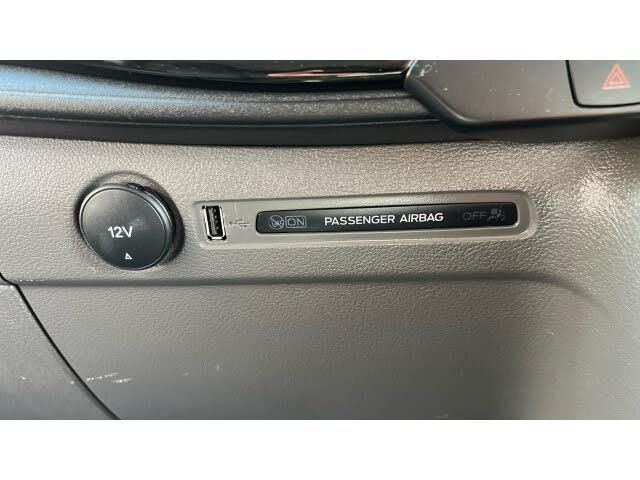 12V
ON PASSENGER AIRBAG OFF